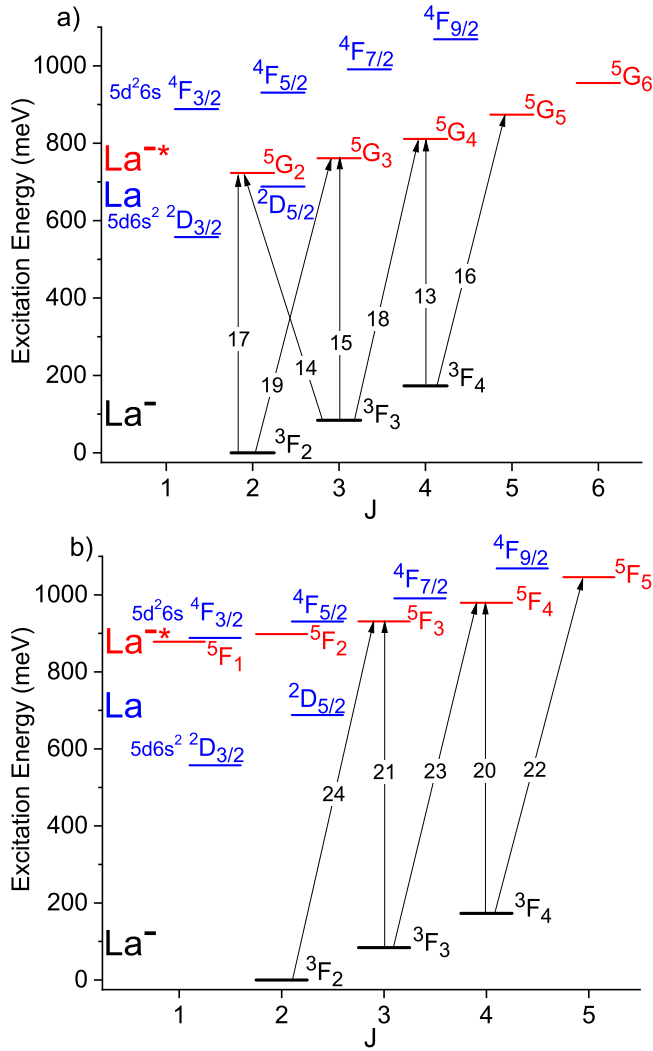 a)
Excitation Energy (meV)
1000
800
600
400
200
0
5d²6s ⁴F3/2
⁴F5/2
⁴F7/2
⁴F9/2
⁵G2
⁵G3
⁵G4
⁵G5
⁵G6
La⁻*
La
5d6s² ²D3/2
²D5/2
17
19
14
15
18
13
16
La⁻
³F2
³F3
³F4
1 2 3 4 5 6
J
b)
Excitation Energy (meV)
1000
800
600
400
200
0
5d²6s ⁴F3/2
⁴F5/2
⁴F7/2
⁴F9/2
La⁻*
⁵F1
⁵F2
⁵F3
⁵F4
⁵F5
La
5d6s² ²D3/2
²D5/2
24
21
23
20
22
La⁻
³F2
³F3
³F4
1 2 3 4 5
J